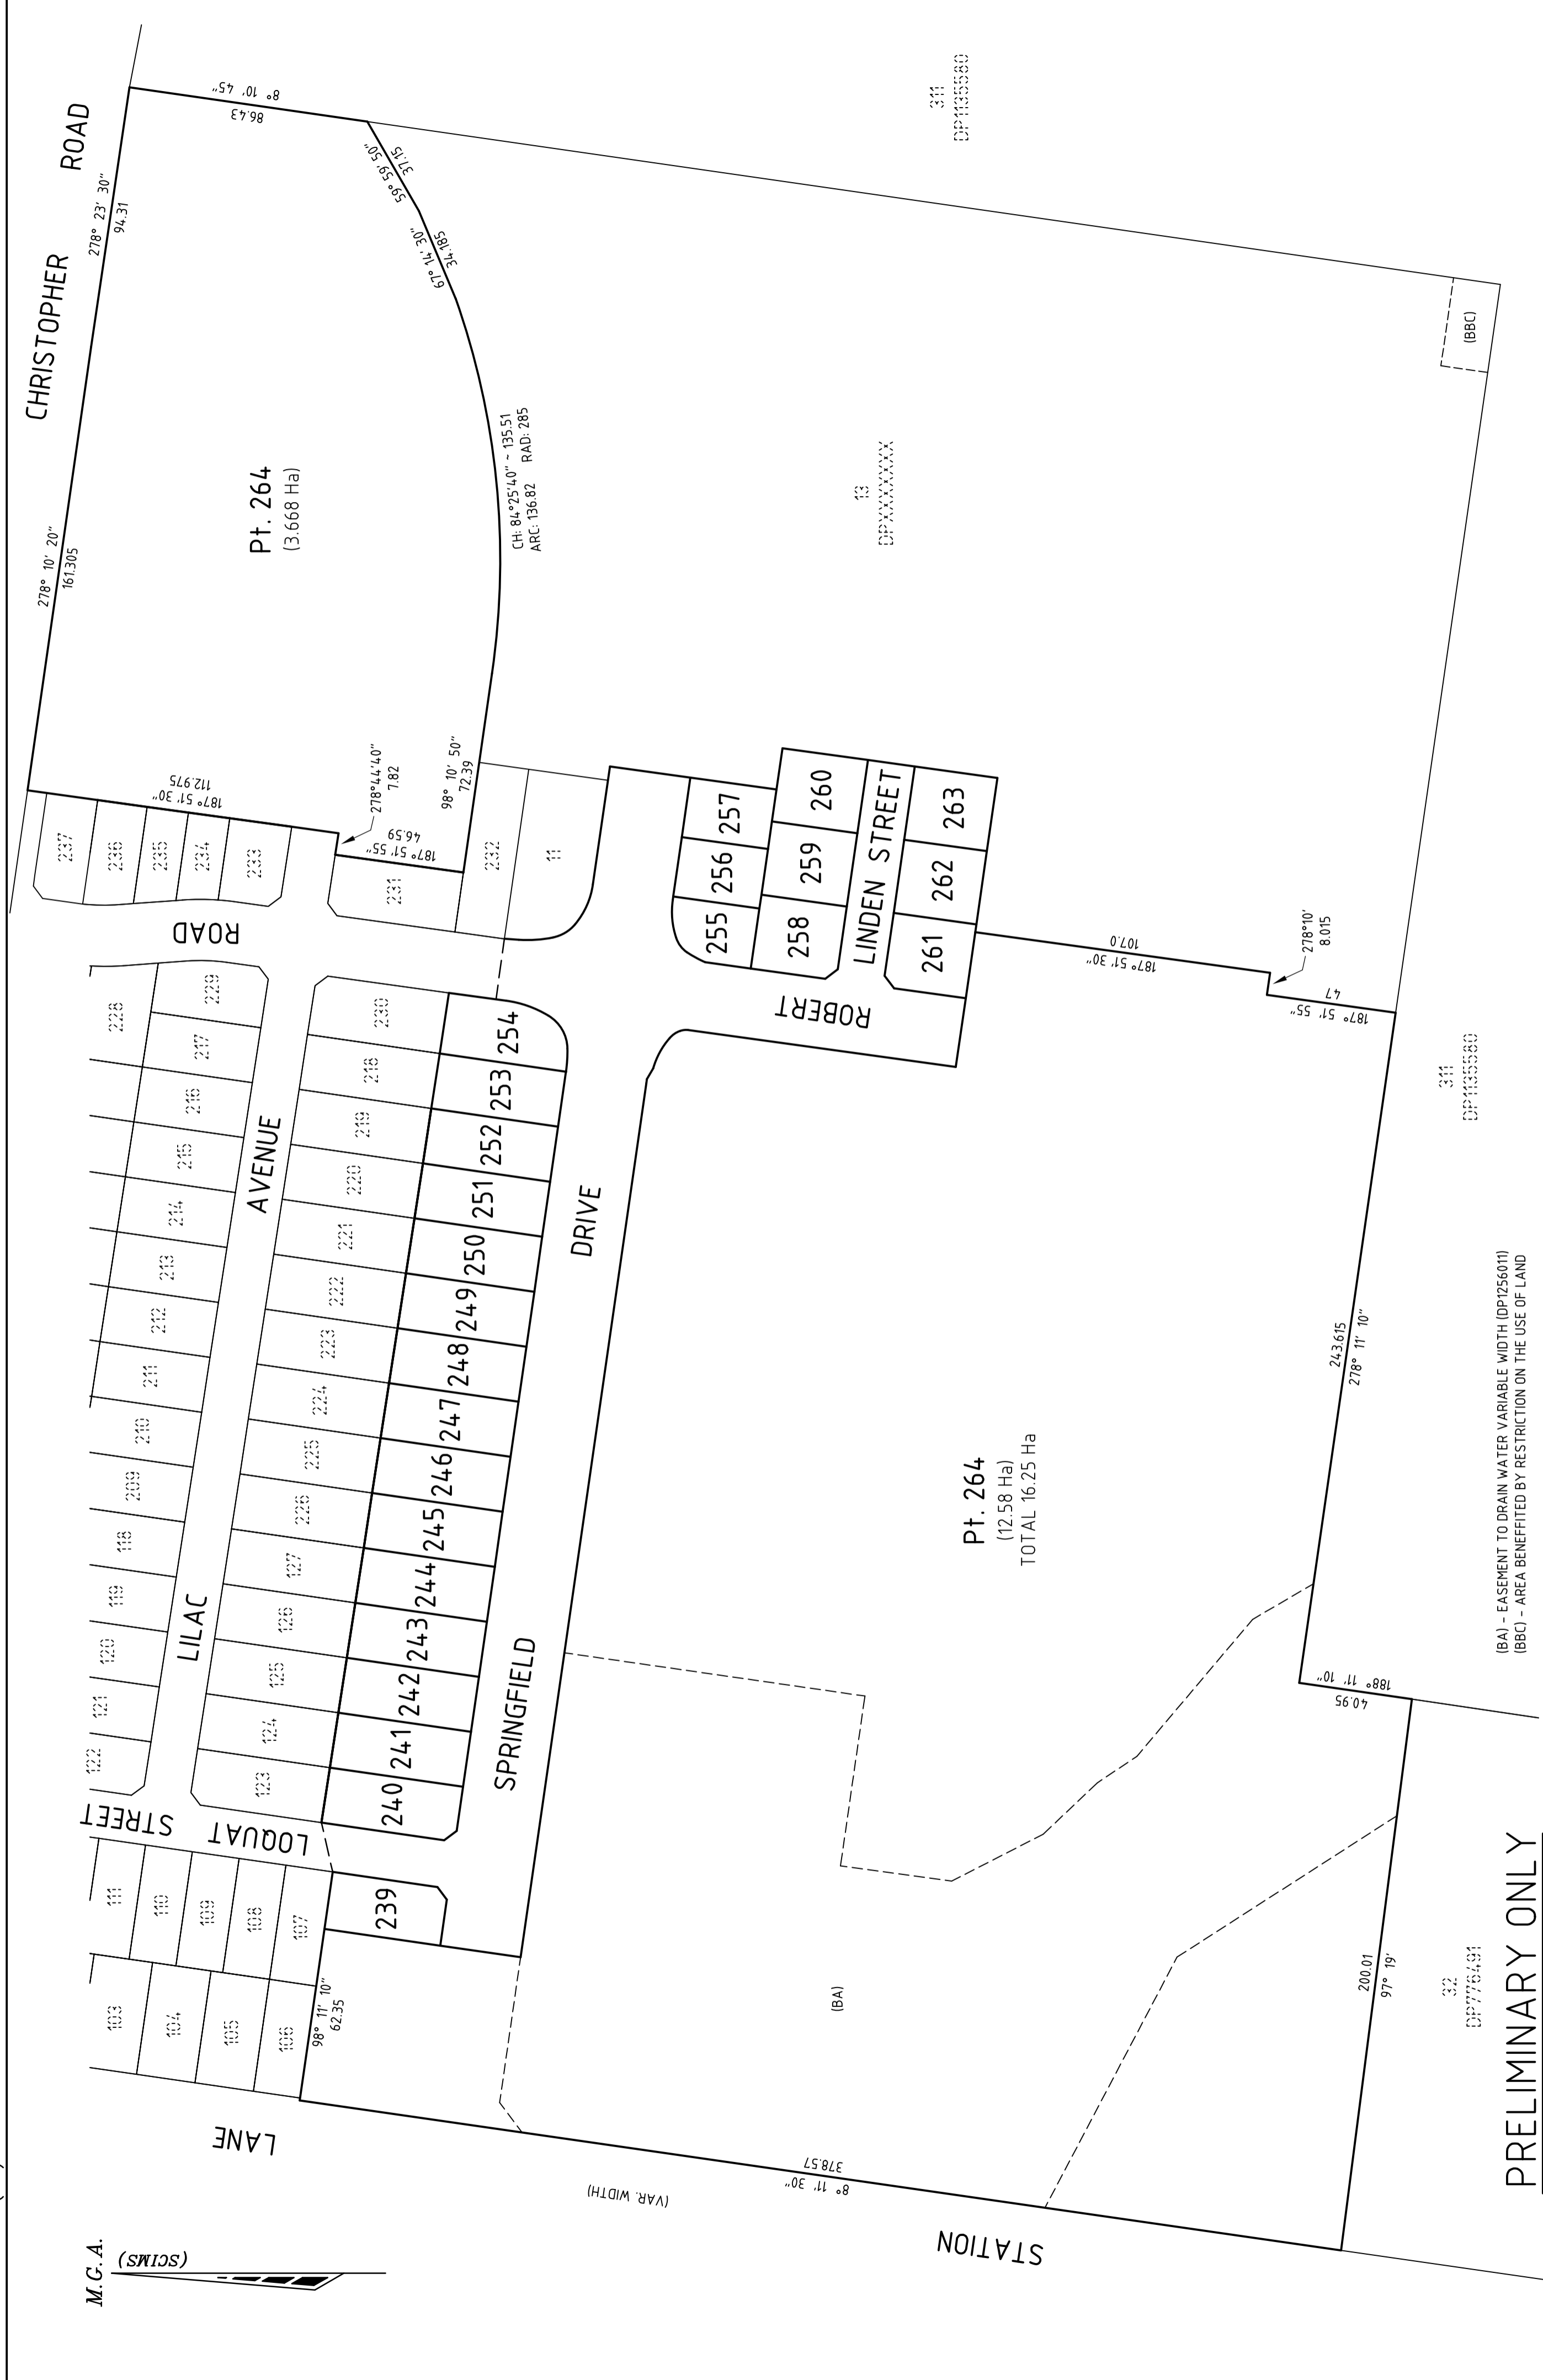 M.G.A.
(SCIMS)
CHRISTOPHER ROAD
278° 10' 20"
161.305
278° 23' 30"
94.31
8° 10' 45"
86.43
59° 59' 50"
37.15
67° 14' 30"
34.185
CH: 84°25'40" ~ 135.51
ARC: 136.82 RAD: 285
Pt. 264
(3.668 Ha)
187° 51' 30"
112.975
278°44'40"
7.82
187° 51' 55"
46.59
98° 10' 50"
72.39
237
236
235
234
233
231
232
11
ROAD
228
229
217
216
215
214
213
212
211
210
209
118
119
120
121
122
LILAC AVENUE
230
218
219
220
221
222
223
224
225
226
127
126
125
124
123
STREET
LOQUAT
111
110
109
108
107
103
104
105
106
98° 11' 10"
62.35
239
240
241
242
243
244
245
246
247
248
249
250
251
252
253
254
SPRINGFIELD DRIVE
255
256
257
258
259
260
LINDEN STREET
261
262
263
ROBERT
13
DPXXXXXXX
311
DP1135580
(BBC)
187° 51' 30"
107.0
278°10'
8.015
187° 51' 55"
47
311
DP1135580
Pt. 264
(12.58 Ha)
TOTAL 16.25 Ha
243.615
278° 11' 10"
188° 11' 10"
40.95
200.01
97° 19'
32
DP776491
(BA)
LANE
(VAR. WIDTH)
8° 11' 30"
378.57
STATION
(BA) - EASEMENT TO DRAIN WATER VARIABLE WIDTH (DP1256011)
(BBC) - AREA BENEFFITED BY RESTRICTION ON THE USE OF LAND
PRELIMINARY ONLY